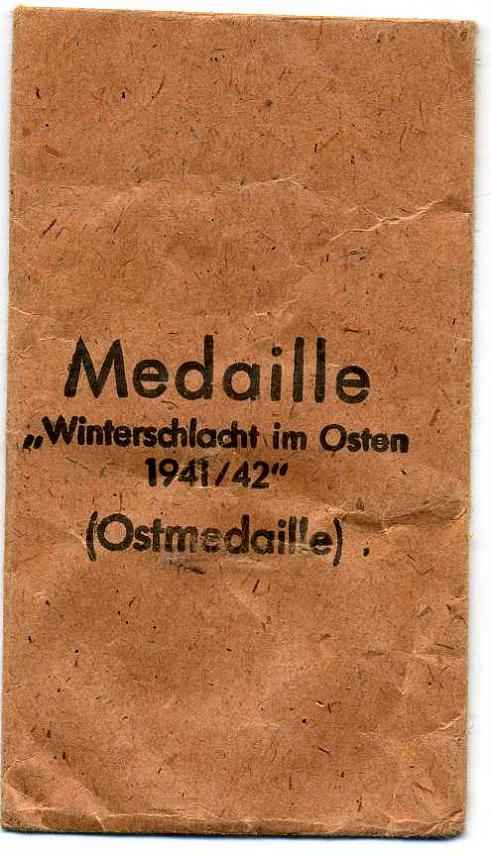 Medaille
„Winterschlacht im Osten
1941/42“
(Ostmedaille)